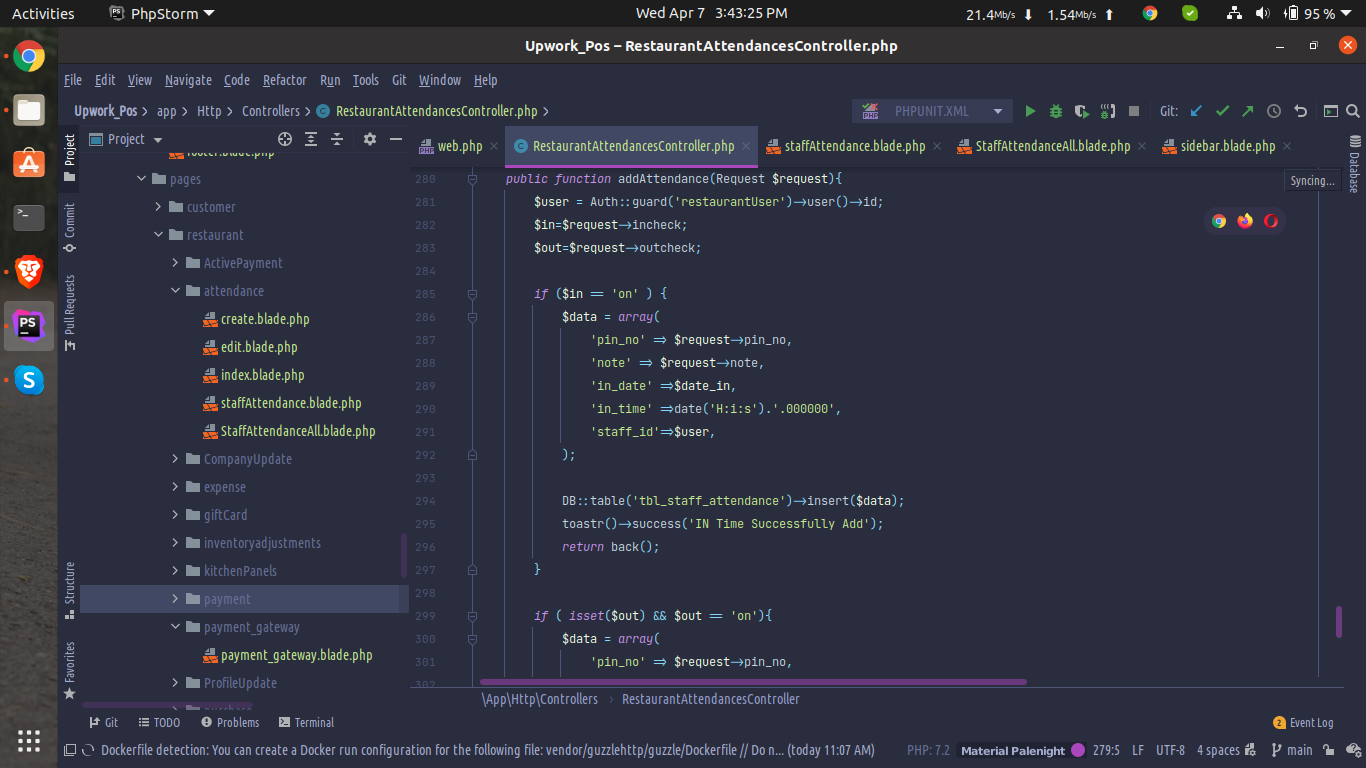 Activities PhpStorm Wed Apr 7 3:43:25 PM 21.4Mb/s 1.54Mb/s 95 %
Upwork_Pos – RestaurantAttendancesController.php
File Edit View Navigate Code Refactor Run Tools Git Window Help
Upwork_Pos app Http Controllers RestaurantAttendancesController.php PHPUNIT.XML Git:
Project
web.php RestaurantAttendancesController.php staffAttendance.blade.php StaffAttendanceAll.blade.php sidebar.blade.php
Project
Commit
Pull Requests
Structure
Favorites
Database
pages
customer
restaurant
ActivePayment
attendance
create.blade.php
edit.blade.php
index.blade.php
staffAttendance.blade.php
StaffAttendanceAll.blade.php
CompanyUpdate
expense
giftCard
inventoryadjustments
kitchenPanels
payment
payment_gateway
payment_gateway.blade.php
ProfileUpdate
Syncing...
280 public function addAttendance(Request $request){
281 $user = Auth::guard('restaurantUser')->user()->id;
282 $in=$request->incheck;
283 $out=$request->outcheck;
284
285 if ($in == 'on' ) {
286 $data = array(
287 'pin_no' => $request->pin_no,
288 'note' => $request->note,
289 'in_date' =>$date_in,
290 'in_time' =>date('H:i:s').'.000000',
291 'staff_id'=>$user,
292 );
293
294 DB::table('tbl_staff_attendance')->insert($data);
295 toastr()->success('IN Time Successfully Add');
296 return back();
297 }
298
299 if ( isset($out) && $out == 'on'){
300 $data = array(
301 'pin_no' => $request->pin_no,
302
\App\Http\Controllers › RestaurantAttendancesController
Git TODO Problems Terminal 2 Event Log
Dockerfile detection: You can create a Docker run configuration for the following file: vendor/guzzlehttp/guzzle/Dockerfile // Do n... (today 11:07 AM) PHP: 7.2 Material Palenight 279:5 LF UTF-8 4 spaces main